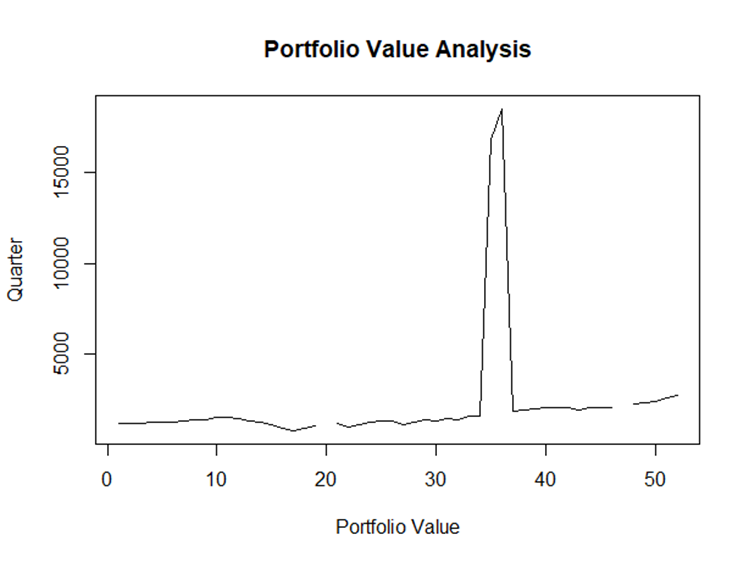 Portfolio Value Analysis
Quarter
15000
10000
5000
0 10 20 30 40 50
Portfolio Value